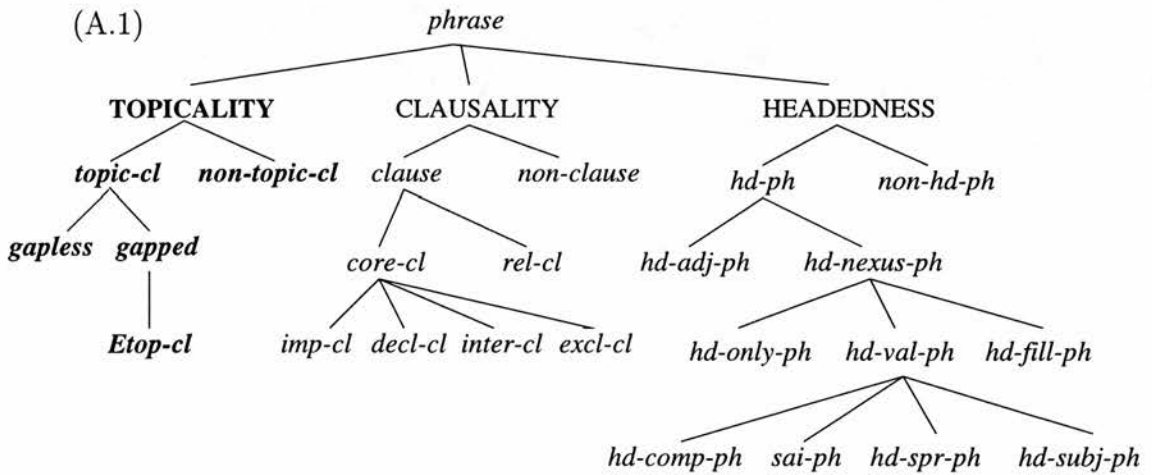 (A.1) phrase
TOPICALITY CLAUSALITY HEADEDNESS
topic-cl non-topic-cl clause non-clause hd-ph non-hd-ph
gapless gapped core-cl rel-cl hd-adj-ph hd-nexus-ph
Etop-cl imp-cl decl-cl inter-cl excl-cl hd-only-ph hd-val-ph hd-fill-ph
hd-comp-ph sai-ph hd-spr-ph hd-subj-ph